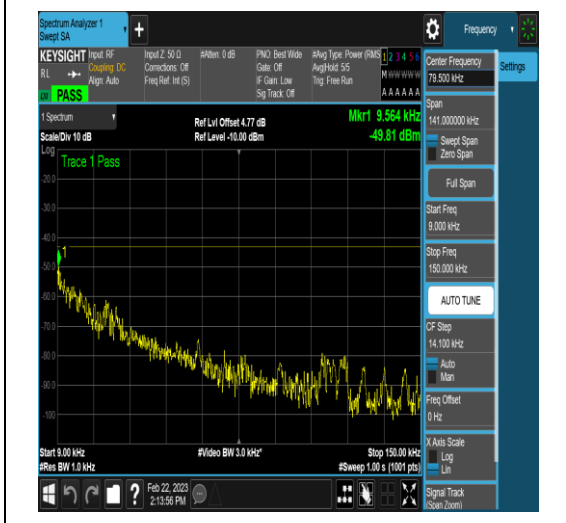 Spectrum Analyzer 1
Swept SA
+
Frequency
KEYSIGHT
Input: RF
Coupling: DC
Align: Auto
Input Z: 50 Ω
Corrections: Off
Freq Ref: Int (S)
#Atten: 0 dB
PNO: Best Wide
Gate: Off
IF Gain: Low
Sig Track: Off
#Avg Type: Power (RMS
Avg|Hold: 5/5
Trig: Free Run
1 2 3 4 5 6
M W W W W W
A A A A A A
RL
PASS
Center Frequency
79.500 kHz
Settings
Span
141.000000 kHz
Swept Span
Zero Span
Full Span
Start Freq
9.000 kHz
Stop Freq
150.000 kHz
AUTO TUNE
CF Step
14.100 kHz
Auto
Man
Freq Offset
0 Hz
X Axis Scale
Log
Lin
Signal Track
(Span Zoom)
1 Spectrum
Scale/Div 10 dB
Ref Lvl Offset 4.77 dB
Ref Level -10.00 dBm
Mkr1 9.564 kHz
-49.81 dBm
Log
Trace 1 Pass
-20.0
-30.0
-40.0
-50.0
-60.0
-70.0
-80.0
-90.0
-100
1
Start 9.00 kHz
#Res BW 1.0 kHz
#Video BW 3.0 kHz*
Stop 150.00 kHz
#Sweep 1.00 s (1001 pts)
?
Feb 22, 2023
2:13:56 PM